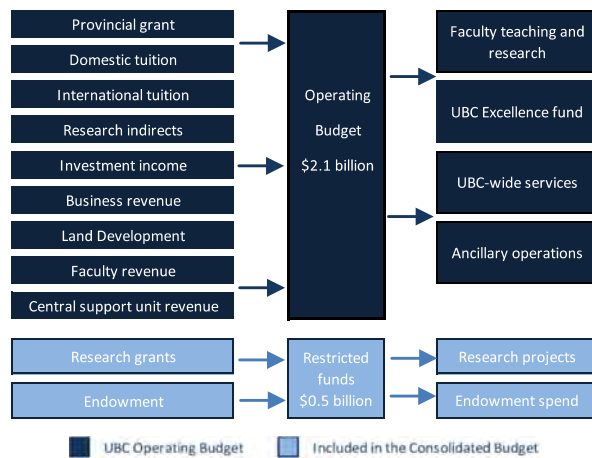 Provincial grant
Domestic tuition
International tuition
Research indirects
Investment income
Business revenue
Land Development
Faculty revenue
Central support unit revenue
Operating
Budget
$2.1 billion
Faculty teaching and
research
UBC Excellence fund
UBC-wide services
Ancillary operations
Research grants
Endowment
Restricted
funds
$0.5 billion
Research projects
Endowment spend
UBC Operating Budget
Included in the Consolidated Budget